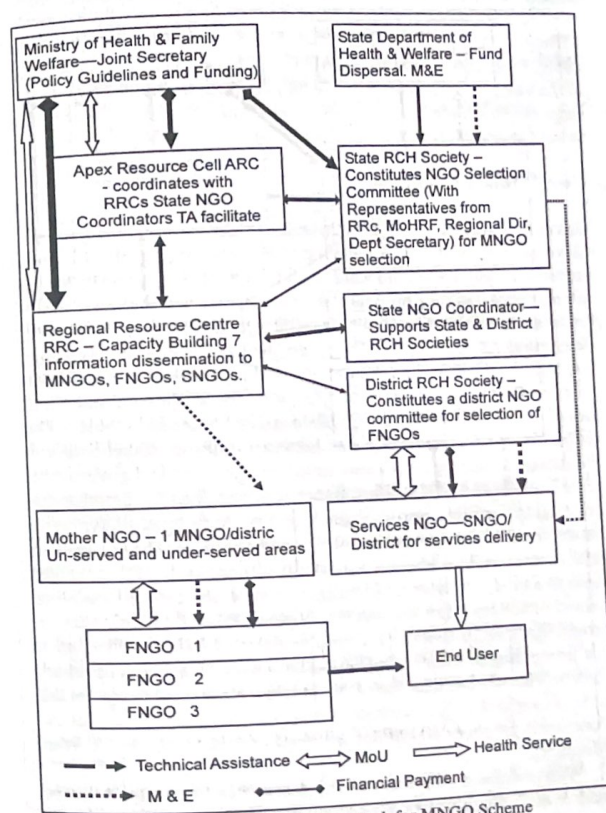 Ministry of Health & Family
Welfare—Joint Secretary
(Policy Guidelines and Funding)
State Department of
Health & Welfare – Fund
Dispersal. M&E
Apex Resource Cell ARC
- coordinates with
RRCs State NGO
Coordinators TA facilitate
State RCH Society –
Constitutes NGO Selection
Committee (With
Representatives from
RRc, MoHRF, Regional Dir,
Dept Secretary) for MNGO
selection
Regional Resource Centre
RRC – Capacity Building 7
information dissemination to
MNGOs, FNGOs, SNGOs.
State NGO Coordinator–
Supports State & District
RCH Societies
District RCH Society –
Constitutes a district NGO
committee for selection of
FNGOs
Mother NGO – 1 MNGO/distric
Un-served and under-served areas
Services NGO—SNGO/
District for services delivery
FNGO
FNGO 2
FNGO 3
End User
Technical Assistance
MoU
Health Service
M & E
Financial Payment
for MNGO Scheme